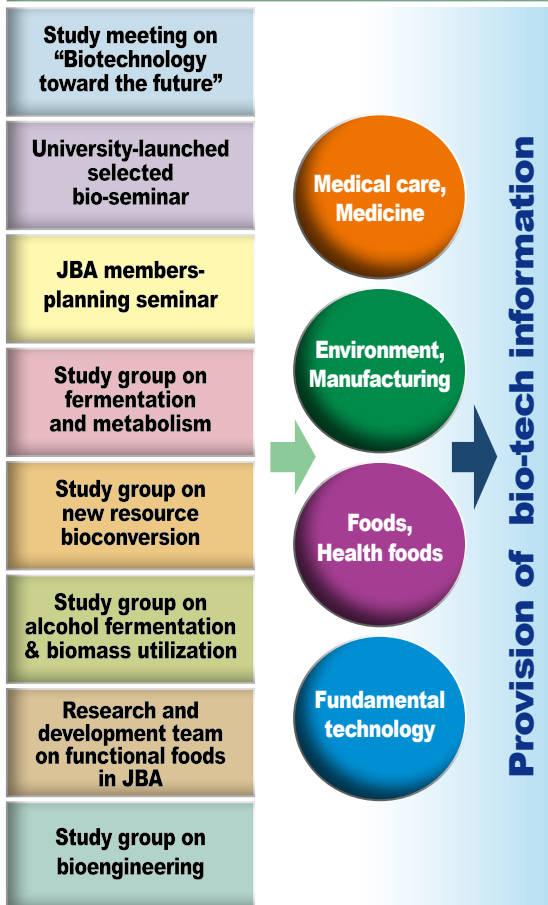 Study meeting on
“Biotechnology
toward the future”
University-launched
selected
bio-seminar
JBA members-
planning seminar
Study group on
fermentation
and metabolism
Study group on
new resource
bioconversion
Study group on
alcohol fermentation
& biomass utilization
Research and
development team
on functional foods
in JBA
Study group on
bioengineering
Medical care,
Medicine
Environment,
Manufacturing
Foods,
Health foods
Fundamental
technology
Provision of bio-tech information